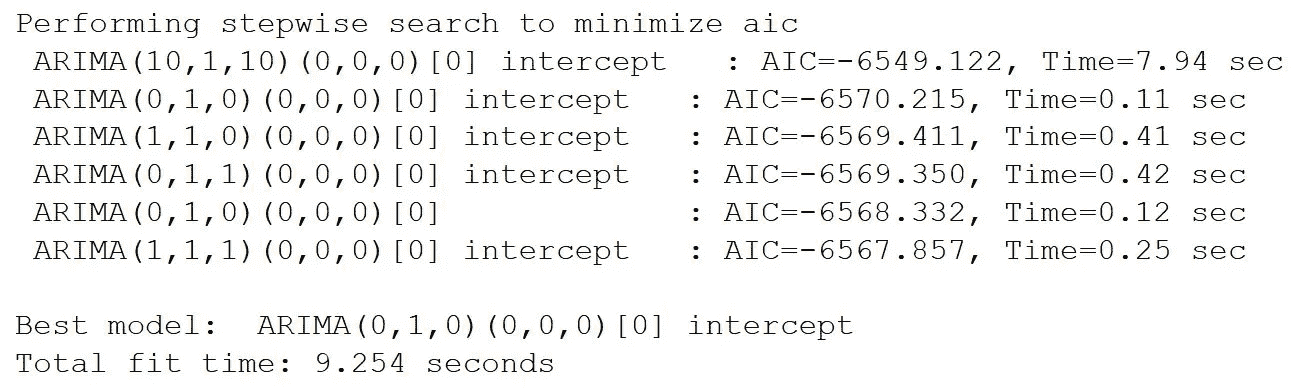 Performing stepwise search to minimize aic
ARIMA(10,1,10)(0,0,0)[0] intercept : AIC=-6549.122, Time=7.94 sec
ARIMA(0,1,0)(0,0,0)[0] intercept : AIC=-6570.215, Time=0.11 sec
ARIMA(1,1,0)(0,0,0)[0] intercept : AIC=-6569.411, Time=0.41 sec
ARIMA(0,1,1)(0,0,0)[0] intercept : AIC=-6569.350, Time=0.42 sec
ARIMA(0,1,0)(0,0,0)[0] : AIC=-6568.332, Time=0.12 sec
ARIMA(1,1,1)(0,0,0)[0] intercept : AIC=-6567.857, Time=0.25 sec
Best model: ARIMA(0,1,0)(0,0,0)[0] intercept
Total fit time: 9.254 seconds